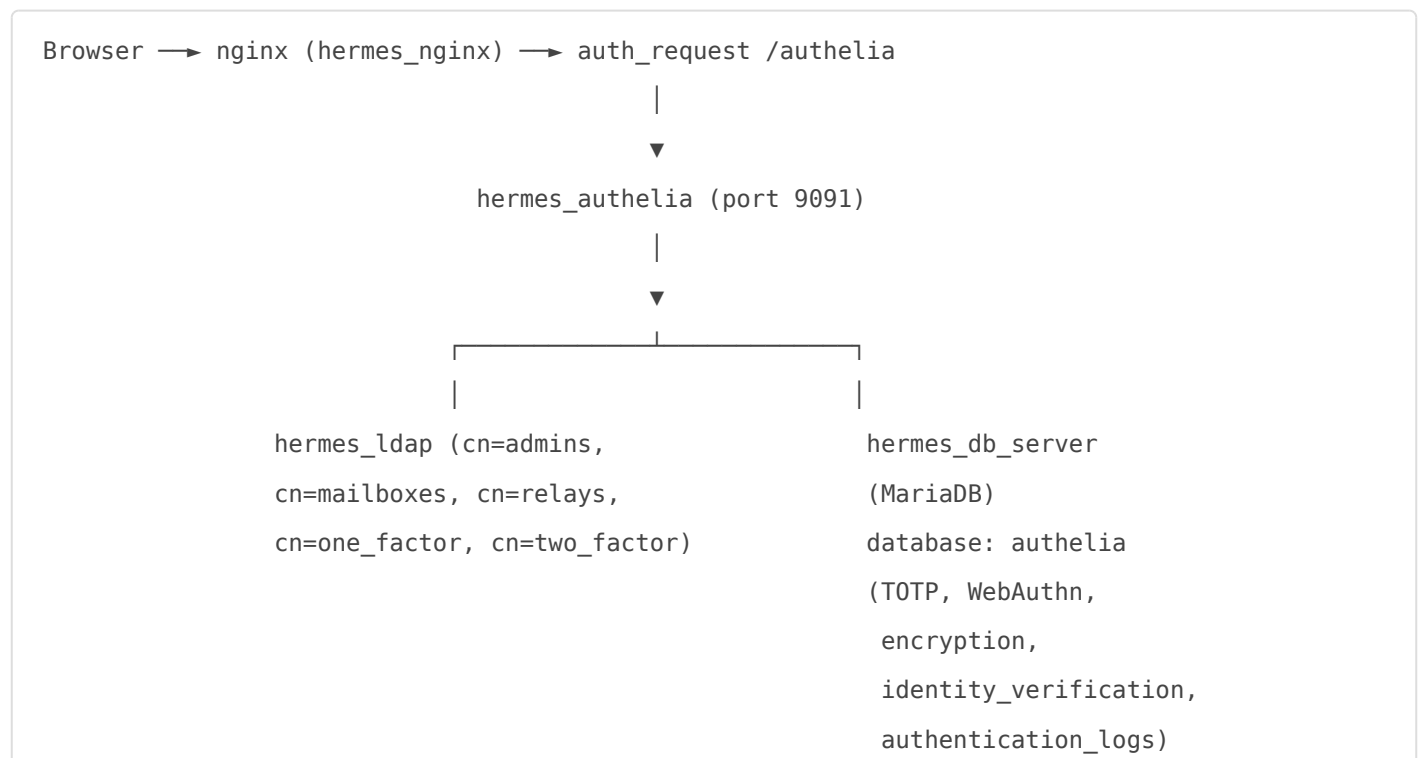 Browser ──► nginx (hermes_nginx) ──► auth_request /authelia
hermes_authelia (port 9091)
hermes_ldap (cn=admins, hermes_db_server
cn=mailboxes, cn=relays, (MariaDB)
cn=one_factor, cn=two_factor) database: authelia
(TOTP, WebAuthn,
encryption,
identity_verification,
authentication_logs)